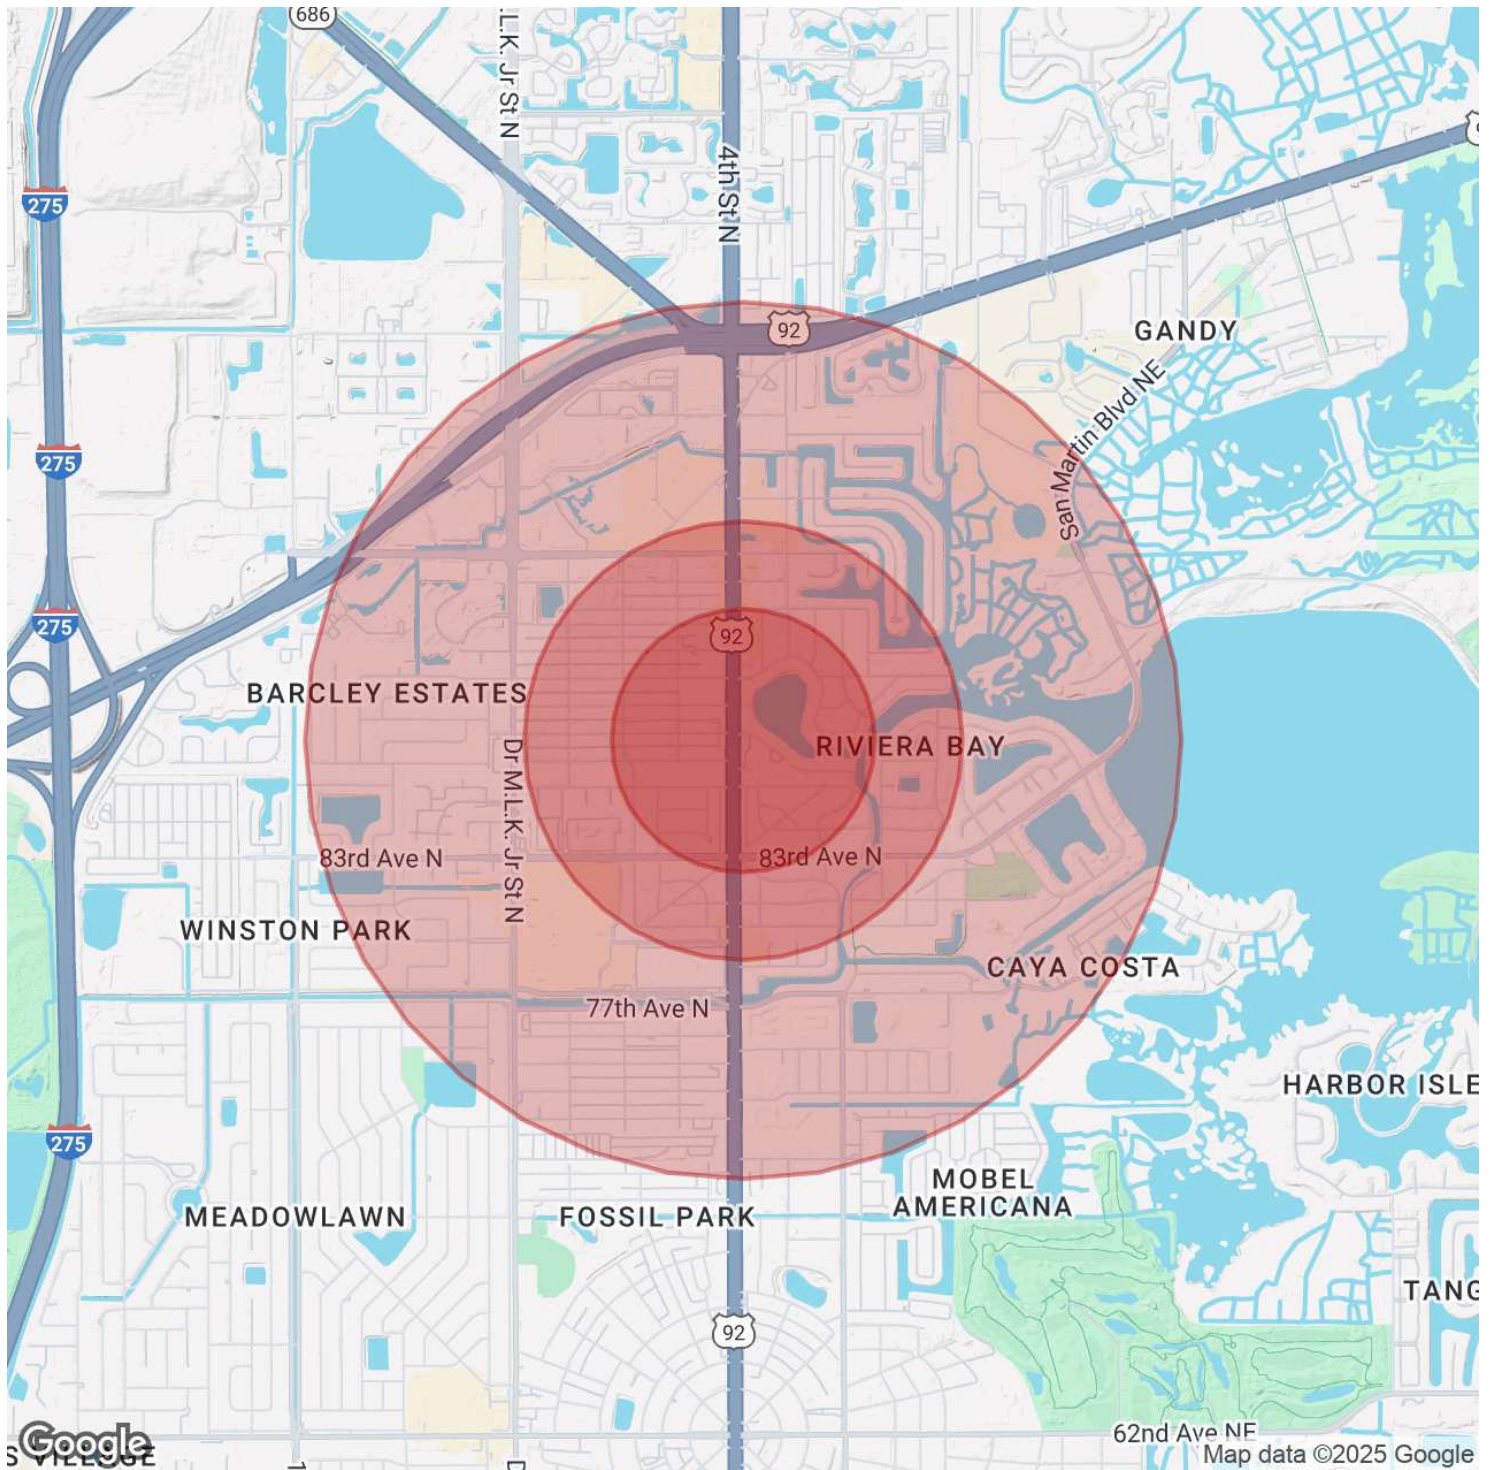 686
.L.K. Jr St N
4th St N
275
92
GANDY
San Martin Blvd NE
275
275
92
BARCLEY ESTATES
RIVIERA BAY
Dr M.L.K. Jr St N
83rd Ave N
83rd Ave N
WINSTON PARK
CAYA COSTA
77th Ave N
HARBOR ISLE
275
MOBEL
AMERICANA
MEADOWLAWN
FOSSIL PARK
TANG
92
62nd Ave NE
Google
S VILLAGE
Map data ©2025 Google